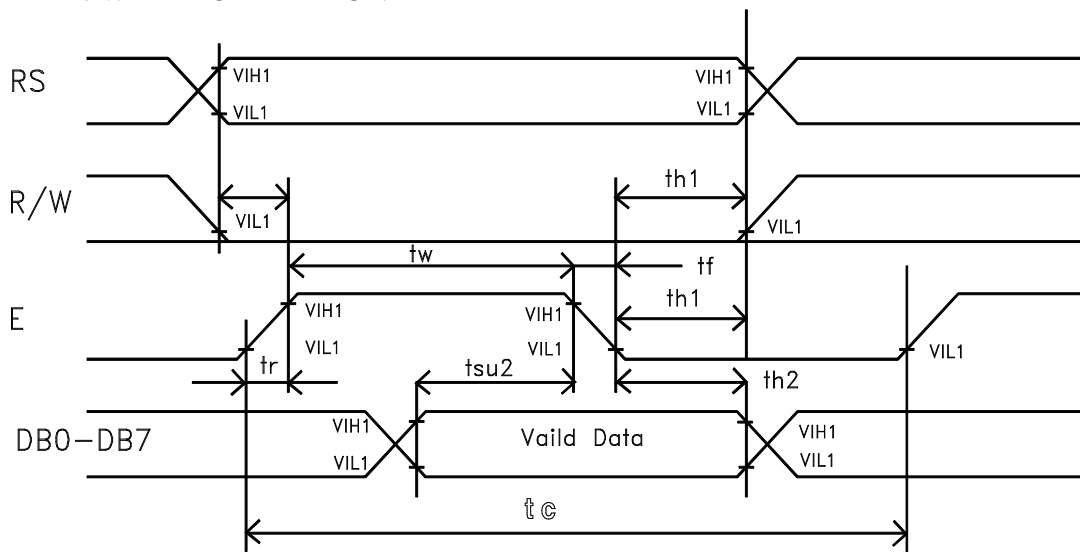 RS
VIH1
VIH1
VIL1
VIL1
R/W
th1
VIL1
VIL1
tw
tf
E
VIH1
VIH1
th1
VIL1
VIL1
VIL1
tr
tsu2
th2
DB0-DB7
VIH1
Vaild Data
VIH1
VIL1
VIL1
tc